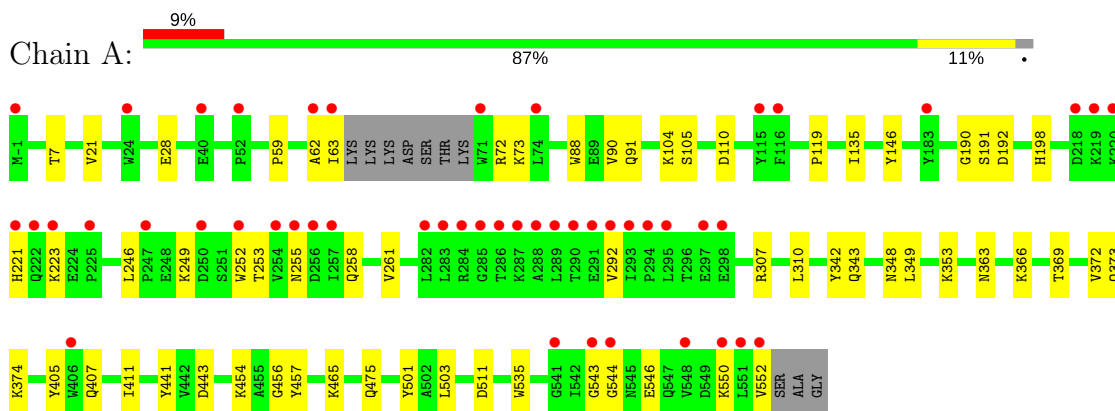 9%
Chain A:
87% 11% •
M-1 T7 V21 W24 E28 E40 P52 P59 A62 I63 LYS LYS LYS ASP SER THR LYS W71 R72 K73 L74 W88 E89 V90 Q91 K104 S105 D110 Y115 F116 P119 I135 Y146 Y183 G190 S191 D192 H198 D218 K219
H221 Q222 K223 E224 P225 L246 P247 E248 K249 D250 S251 W252 T253 V254 N255 D256 I257 Q258 V261 L282 L283 R284 G285 T286 K287 A288 L289 T290 E291 V292 I293 P294 L295 T296 E297 E298 R307 L310 Y342 Q343 N348 L349 K353 N363 K366 T369 V372
K374 Y405 W406 Q407 I411 Y441 V442 D443 K454 A455 G456 Y457 K465 Q475 Y501 A502 L503 D511 W535 G541 I542 G543 G544 N545 E546 Q547 V548 D549 K550 L551 V552 SER ALA GLY